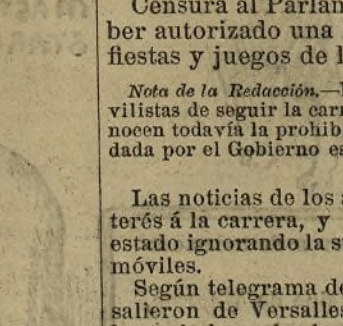 Censura al Parlam
ber autorizado una
fiestas y juegos de l
Nota de la Redacción.—
vilistas de seguir la carr
nocen todavía la prohib
dada por el Gobierno es
Las noticias de los
terés á la carrera, y
estado ignorando la s
móviles.
Según telegrama de
salieron de Versalles